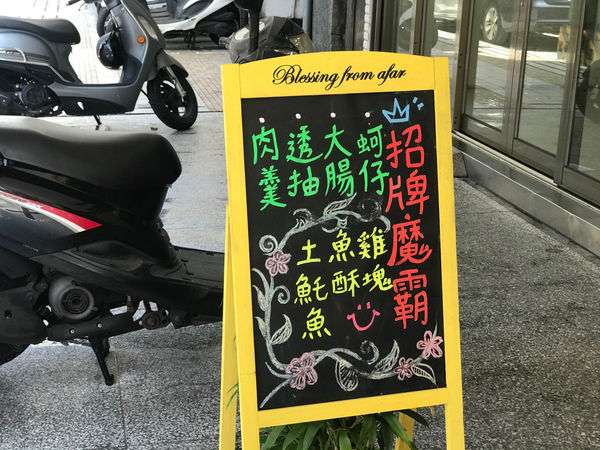 Blessing from afar
招牌魔霸
蚵仔
大腸
透抽
肉羹
雞塊
魚酥
土魠魚